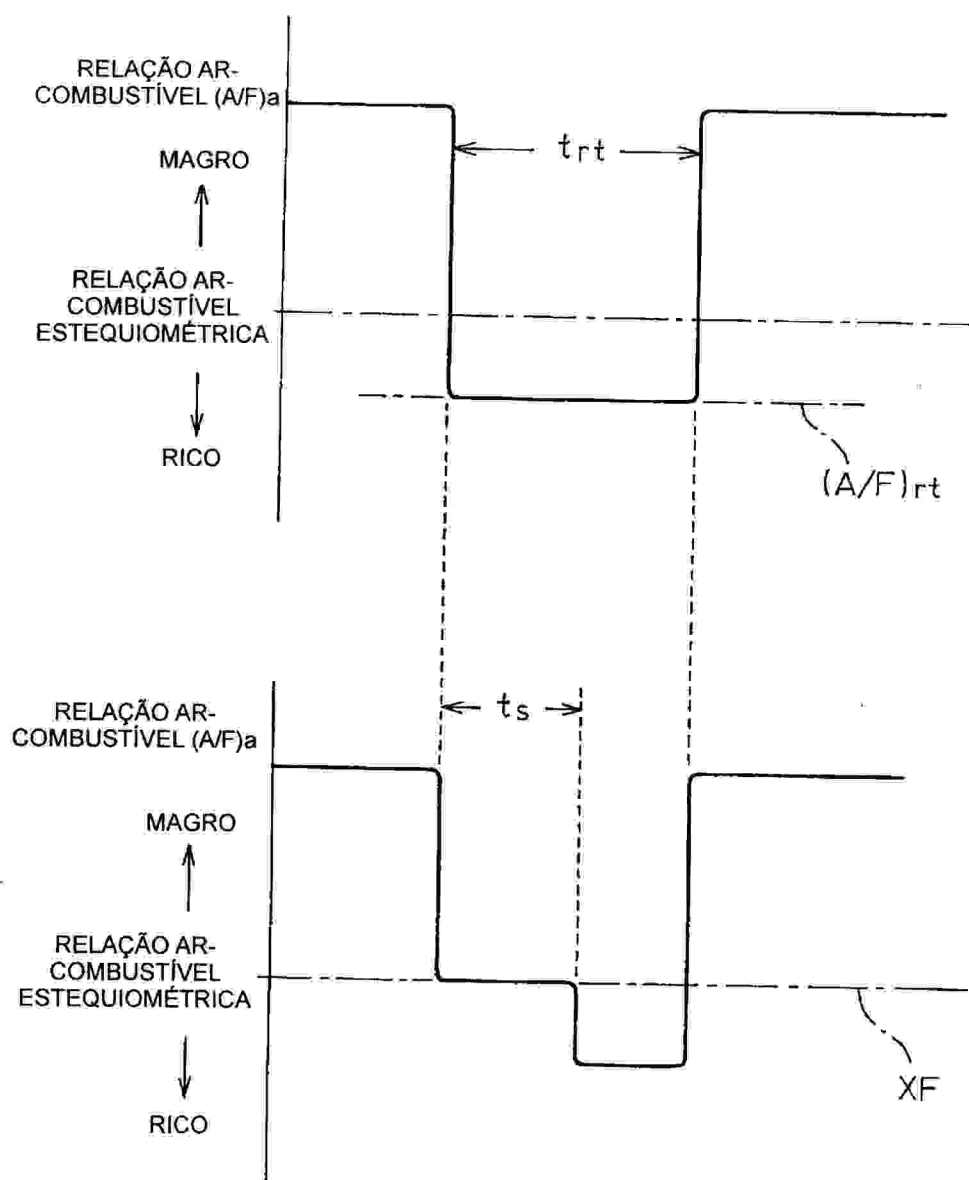 RELAÇÃO AR-
COMBUSTÍVEL (A/F)a
MAGRO
trt
RELAÇÃO AR-
COMBUSTÍVEL
ESTEQUIOMÉTRICA
RICO
(A/F)rt
RELAÇÃO AR-
COMBUSTÍVEL (A/F)a
ts
MAGRO
RELAÇÃO AR-
COMBUSTÍVEL
ESTEQUIOMÉTRICA
XF
RICO